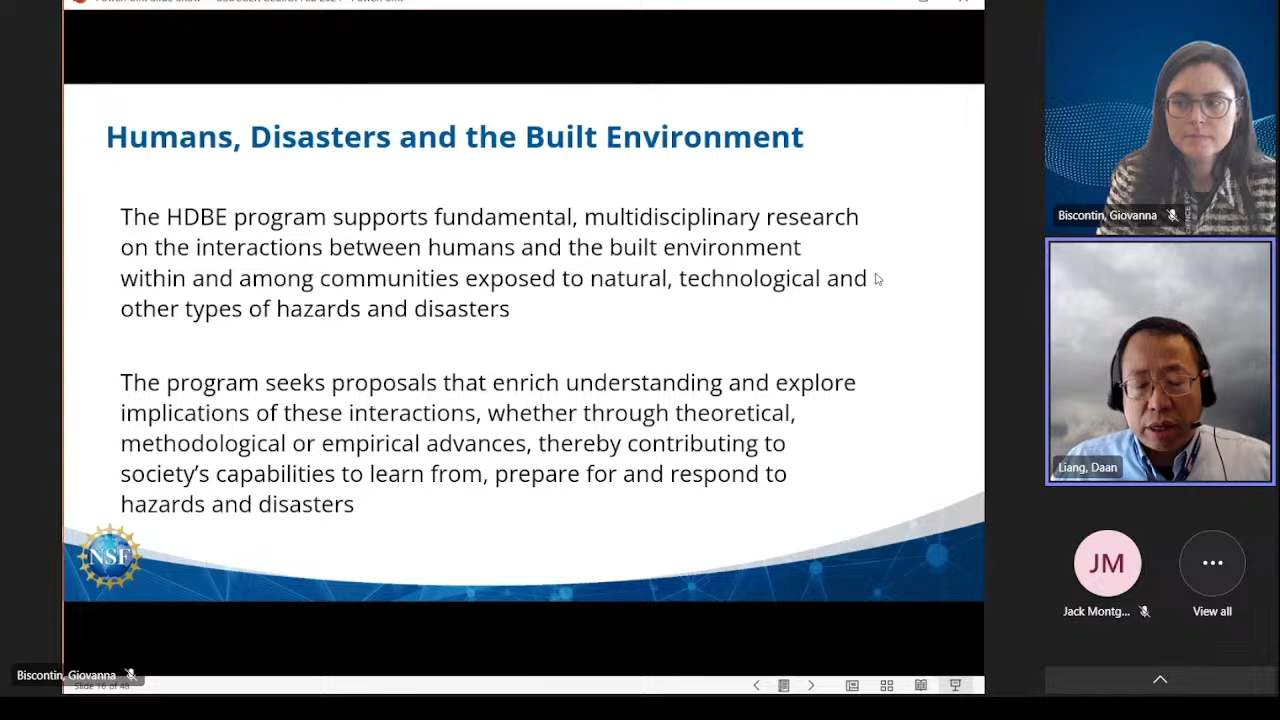 Humans, Disasters and the Built Environment
The HDBE program supports fundamental, multidisciplinary research
on the interactions between humans and the built environment
within and among communities exposed to natural, technological and
other types of hazards and disasters
The program seeks proposals that enrich understanding and explore
implications of these interactions, whether through theoretical,
methodological or empirical advances, thereby contributing to
society’s capabilities to learn from, prepare for and respond to
hazards and disasters
NSF
Biscontin, Giovanna
Slide 16 of 48
Biscontin, Giovanna
Liang, Daan
JM
Jack Montg...
View all